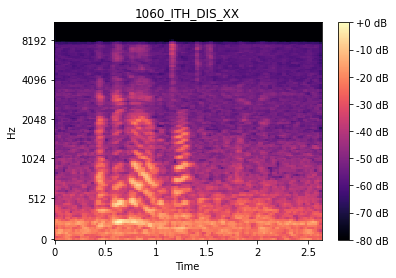 1060_ITH_DIS_XX
+0 dB
8192
-10 dB
4096
-20 dB
-30 dB
2048
Hz
-40 dB
1024
-50 dB
512
-60 dB
-70 dB
0
-80 dB
0 0.5 1 1.5 2 2.5
Time